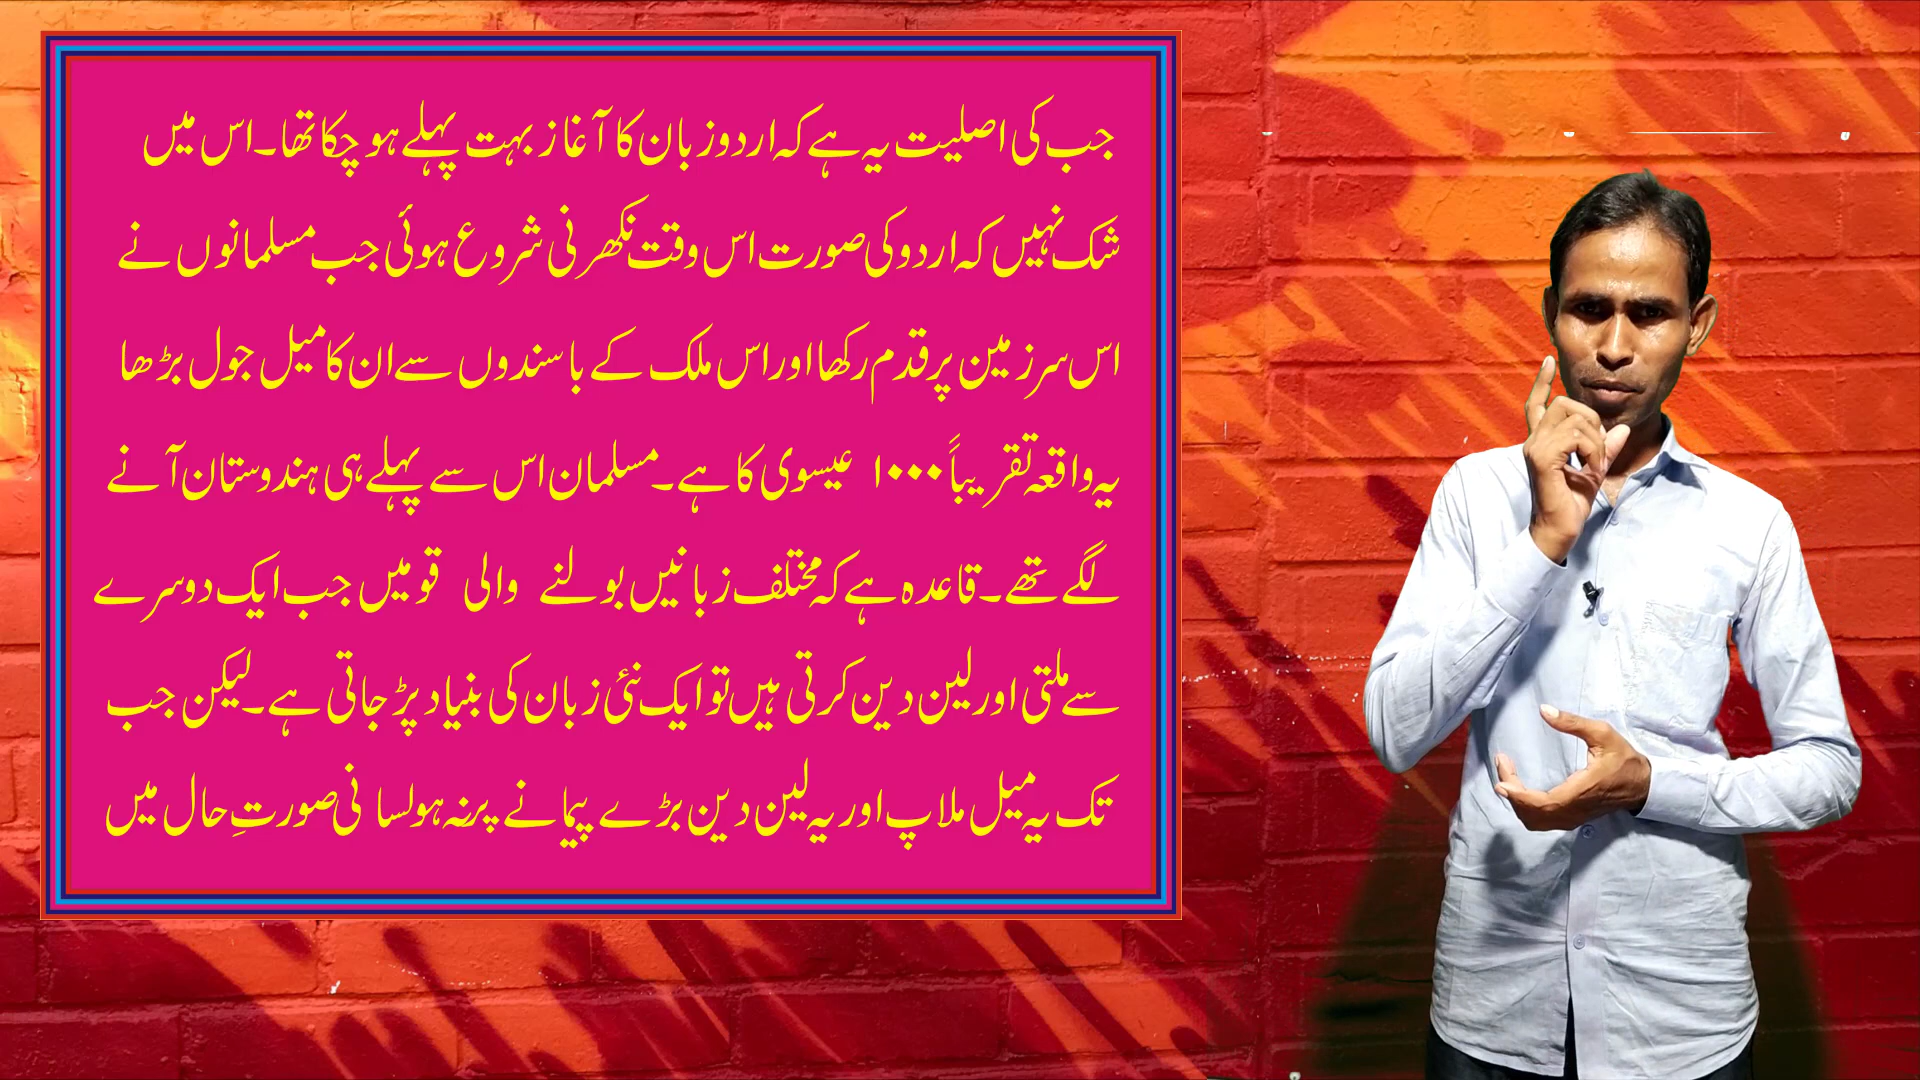 جب کی اصلیت یہ ہے کہ اردو زبان کا آغاز بہت پہلے ہو چکا تھا۔ اس میں
شک نہیں کہ اردو کی صورت اس وقت نکھرنی شروع ہوئی جب مسلمانوں نے
اس سرزمین پر قدم رکھا اور اس ملک کے باسندوں سے ان کا میل جول بڑھا
یہ واقعہ تقریباً ۱۰۰۰ عیسوی کا ہے۔ مسلمان اس سے پہلے ہی ہندوستان آنے
لگے تھے۔ قاعدہ ہے کہ مختلف زبانیں بولنے والی قومیں جب ایک دوسرے
سے ملتی اور لین دین کرتی ہیں تو ایک نئی زبان کی بنیاد پڑ جاتی ہے۔ لیکن جب
تک یہ میل ملاپ اور یہ لین دین بڑے پیمانے پر نہ ہو لسانی صورتِ حال میں